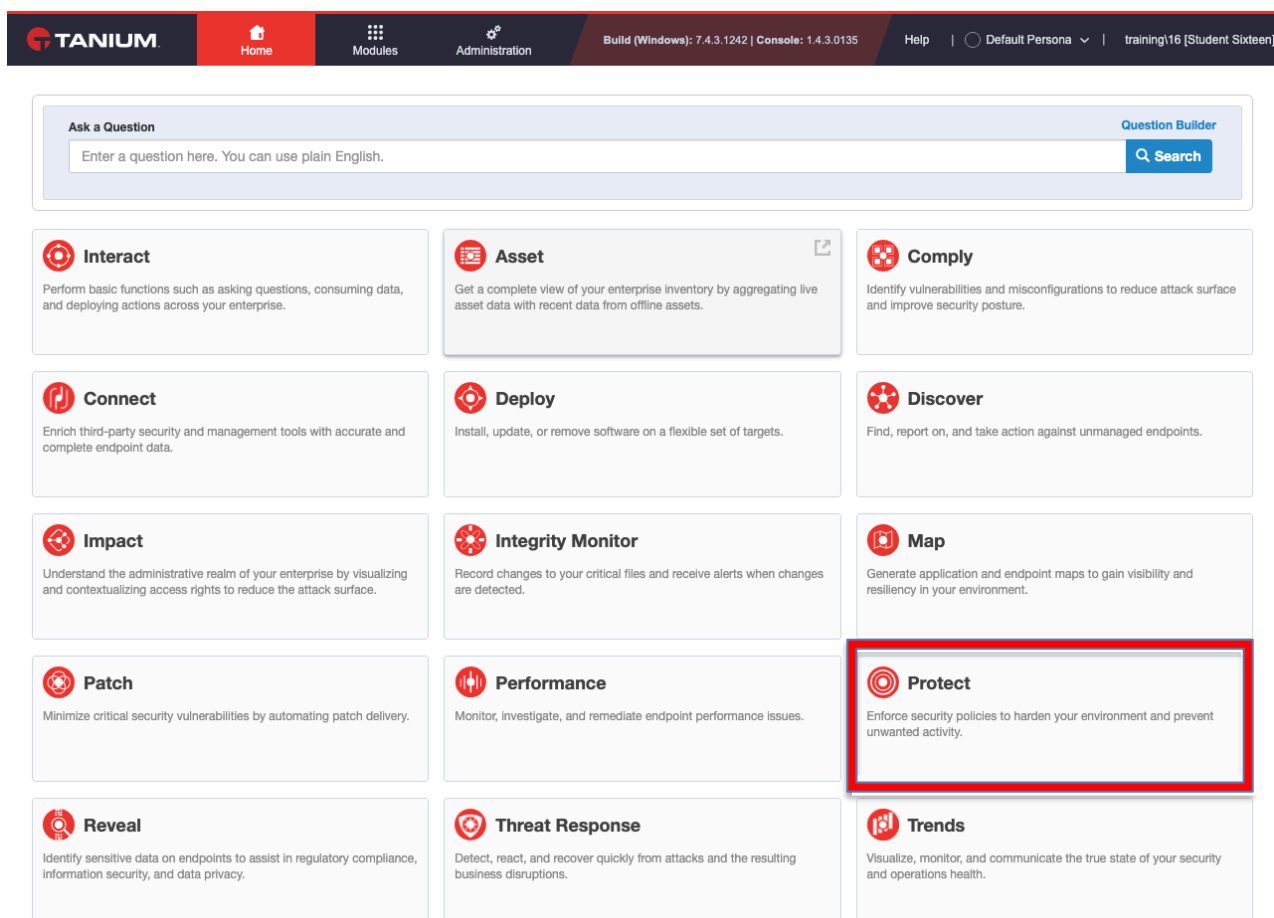 TANIUM
Home
Modules
Administration
Build (Windows): 7.4.3.1242 | Console: 1.4.3.0135
Help | Default Persona | training\16 [Student Sixteen]
Ask a Question
Question Builder
Enter a question here. You can use plain English.
Search
Interact
Perform basic functions such as asking questions, consuming data,
and deploying actions across your enterprise.
Asset
Get a complete view of your enterprise inventory by aggregating live
asset data with recent data from offline assets.
Comply
Identify vulnerabilities and misconfigurations to reduce attack surface
and improve security posture.
Connect
Enrich third-party security and management tools with accurate and
complete endpoint data.
Deploy
Install, update, or remove software on a flexible set of targets.
Discover
Find, report on, and take action against unmanaged endpoints.
Impact
Understand the administrative realm of your enterprise by visualizing
and contextualizing access rights to reduce the attack surface.
Integrity Monitor
Record changes to your critical files and receive alerts when changes
are detected.
Map
Generate application and endpoint maps to gain visibility and
resiliency in your environment.
Patch
Minimize critical security vulnerabilities by automating patch delivery.
Performance
Monitor, investigate, and remediate endpoint performance issues.
Protect
Enforce security policies to harden your environment and prevent
unwanted activity.
Reveal
Identify sensitive data on endpoints to assist in regulatory compliance,
information security, and data privacy.
Threat Response
Detect, react, and recover quickly from attacks and the resulting
business disruptions.
Trends
Visualize, monitor, and communicate the true state of your security
and operations health.